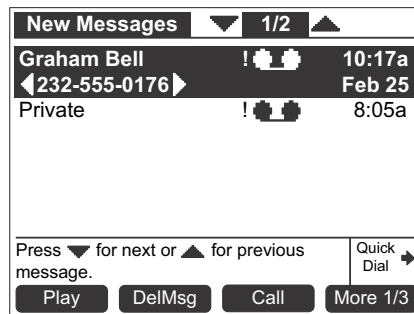 New Messages 1/2
Graham Bell ! 10:17a
232-555-0176 Feb 25
Private ! 8:05a
Press for next or for previous message.
Quick Dial
Play DelMsg Call More 1/3